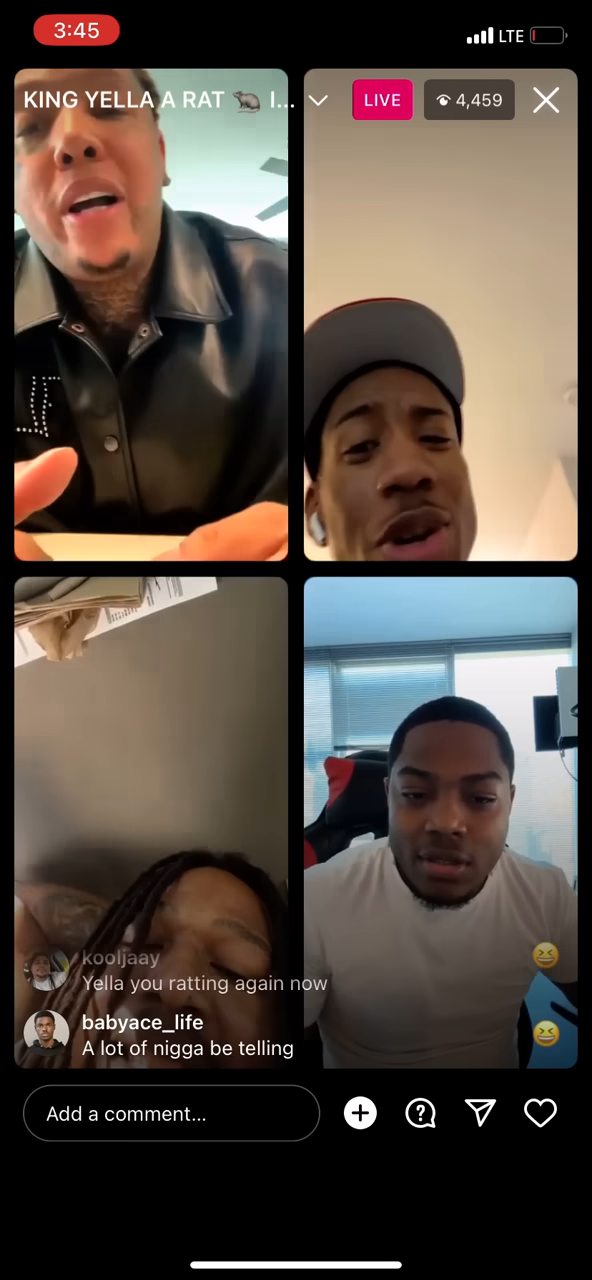 3:45
LTE
KING YELLA A RAT 🐀 I...
LIVE
4,459
kooljaay
Yella you ratting again now
babyace_life
A lot of nigga be telling
Add a comment...